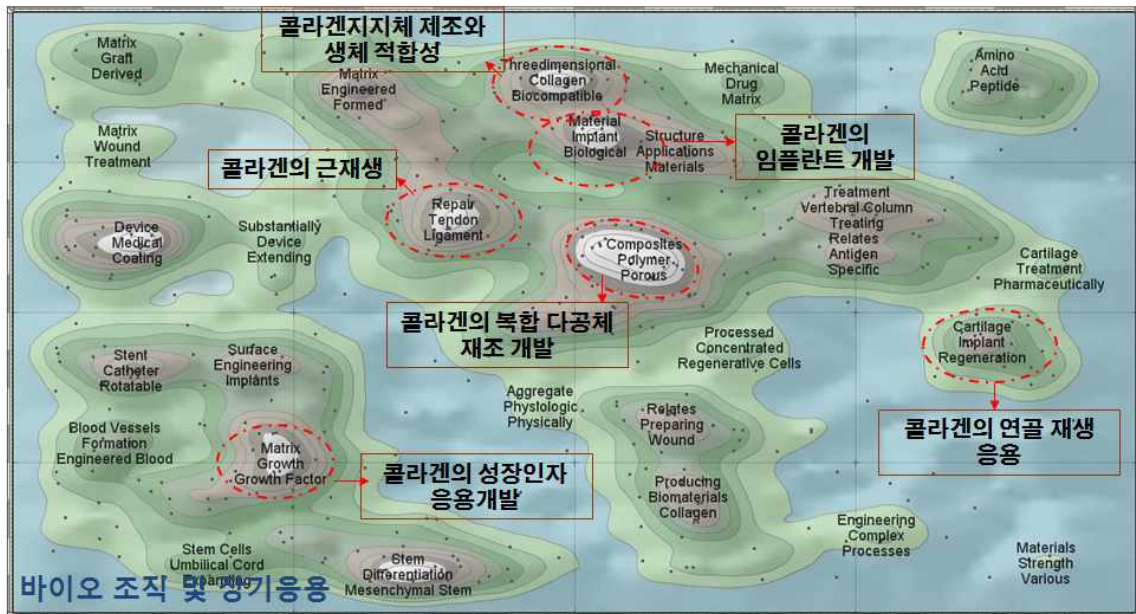 콜라겐지지체 제조와
생체 적합성
Matrix
Graft
Derived
Matrix
Engineered
Formed
Threedimensional
Collagen
Biocompatible
Mechanical
Drug
Matrix
Amino
Acid
Peptide
Matrix
Wound
Treatment
Material
Implant
Biological
Structure
Applications
Materials
콜라겐의
임플란트 개발
콜라겐의 근재생
Device
Medical
Coating
Substantially
Device
Extending
Repair
Tendon
Ligament
Composites
Polymer
Porous
Treatment
Vertebral Column
Treating
Relates
Antigen
Specific
Cartilage
Treatment
Pharmaceutically
콜라겐의 복합 다공체
재조 개발
Stent
Catheter
Rotatable
Surface
Engineering
Implants
Processed
Concentrated
Regenerative Cells
Cartilage
Implant
Regeneration
Aggregate
Physiologic
Physically
Relates
Preparing
Wound
콜라겐의 연골 재생
응용
Blood Vessels
Formation
Engineered Blood
Matrix
Growth
Growth Factor
콜라겐의 성장인자
응용개발
Producing
Biomaterials
Collagen
Engineering
Complex
Processes
Stem Cells
Umbilical Cord
Expanding
Stem
Differentiation
Mesenchymal Stem
Materials
Strength
Various
바이오 조직 및 장기응용